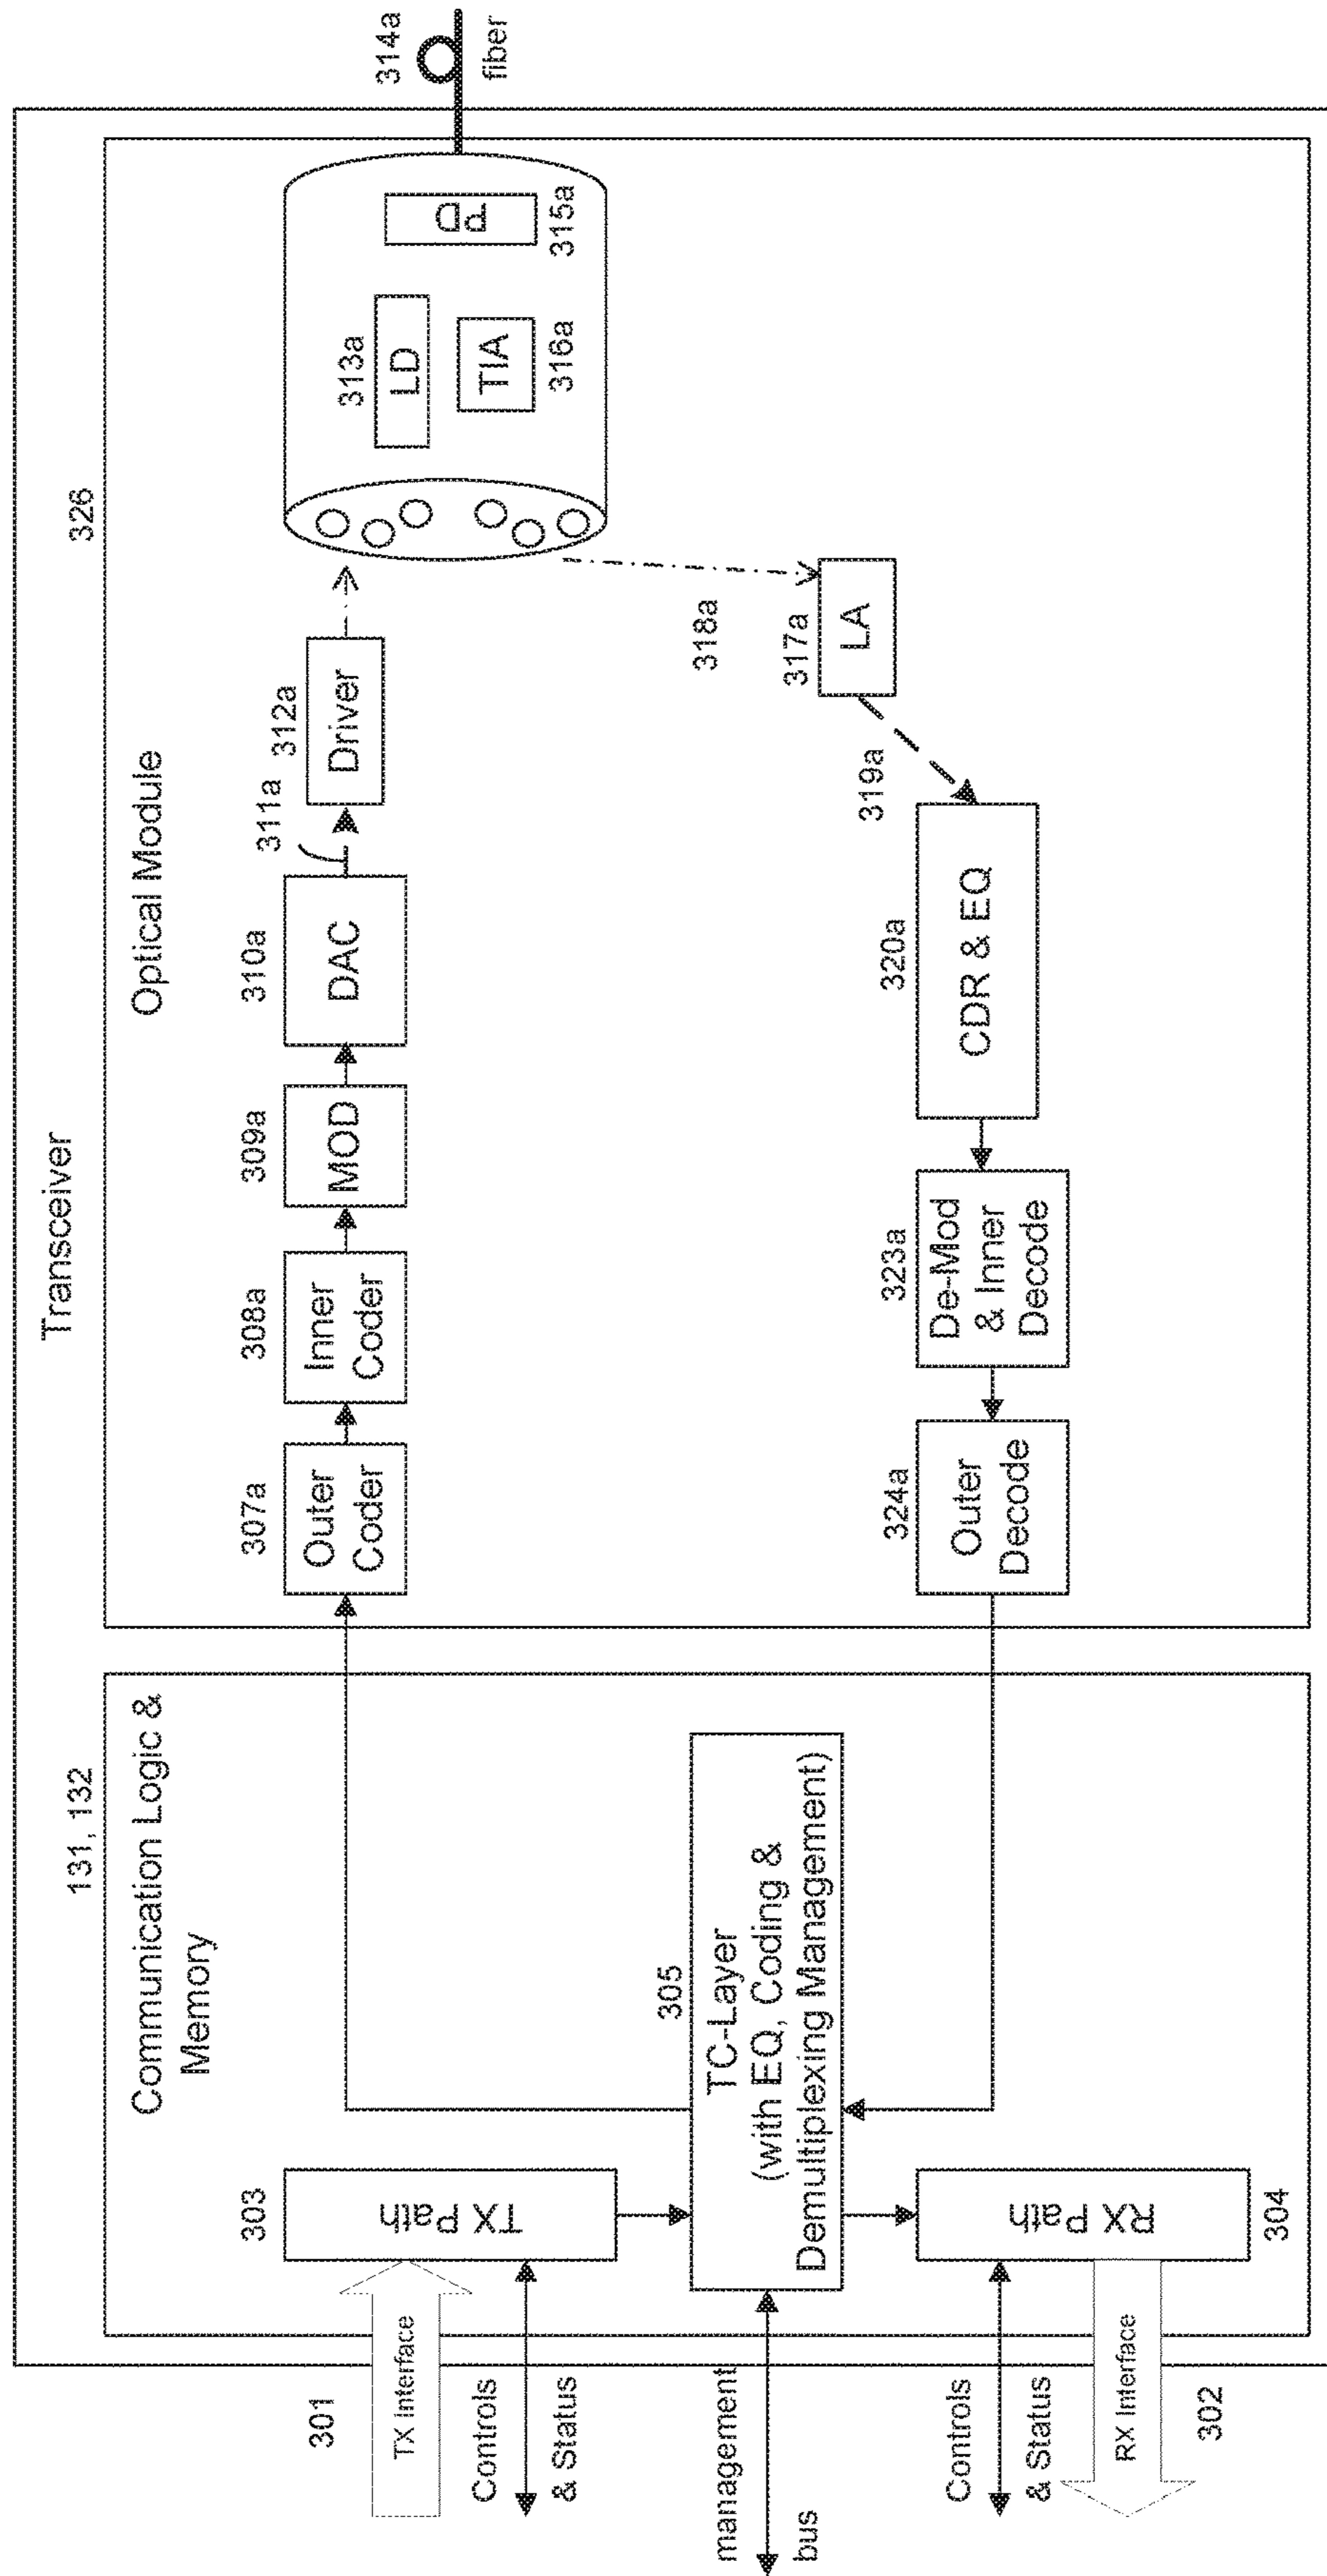 Transceiver
131, 132
Communication Logic &
Memory
326
Optical Module
301
TX Interface
Controls
& Status
management
bus
Controls
& Status
RX Interface
302
303
TX Path
305
TC-Layer
(with EQ, Coding &
Demultiplexing Management)
RX Path
304
307a
Outer
Coder
308a
Inner
Coder
309a
MOD
310a
DAC
311a
312a
Driver
313a
LD
TIA
316a
PD
315a
314a
fiber
318a
317a
LA
319a
320a
CDR & EQ
323a
De-Mod
& Inner
Decode
324a
Outer
Decode